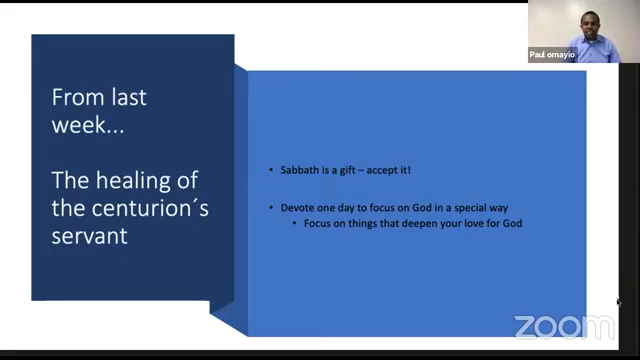 Paul omayio
From last
week...
The healing of
the centurion´s
servant
• Sabbath is a gift – accept it!
• Devote one day to focus on God in a special way
• Focus on things that deepen your love for God
zoom